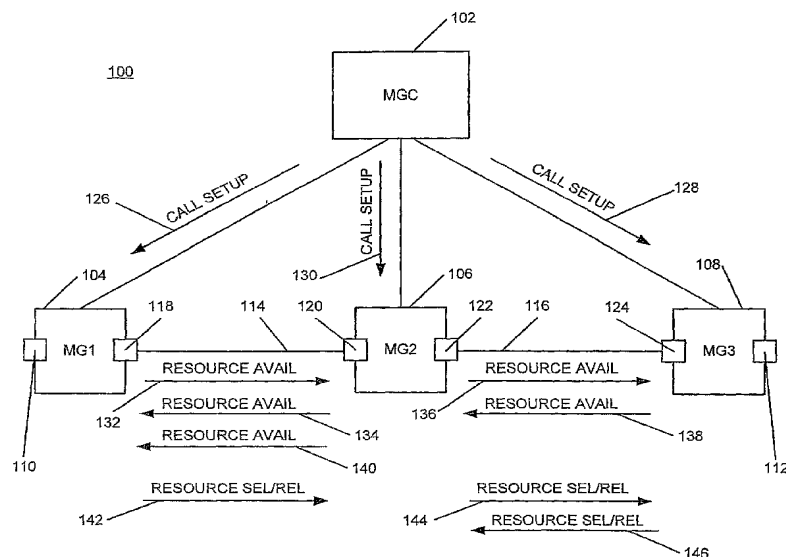 102
100
MGC
126
CALL SETUP
CALL SETUP
130
CALL SETUP
128
104
118
114
120
106
122
116
124
108
MG1
MG2
MG3
RESOURCE AVAIL
RESOURCE AVAIL
132
136
RESOURCE AVAIL
RESOURCE AVAIL
134
138
RESOURCE AVAIL
110
140
112
RESOURCE SEL/REL
RESOURCE SEL/REL
142
144
RESOURCE SEL/REL
146